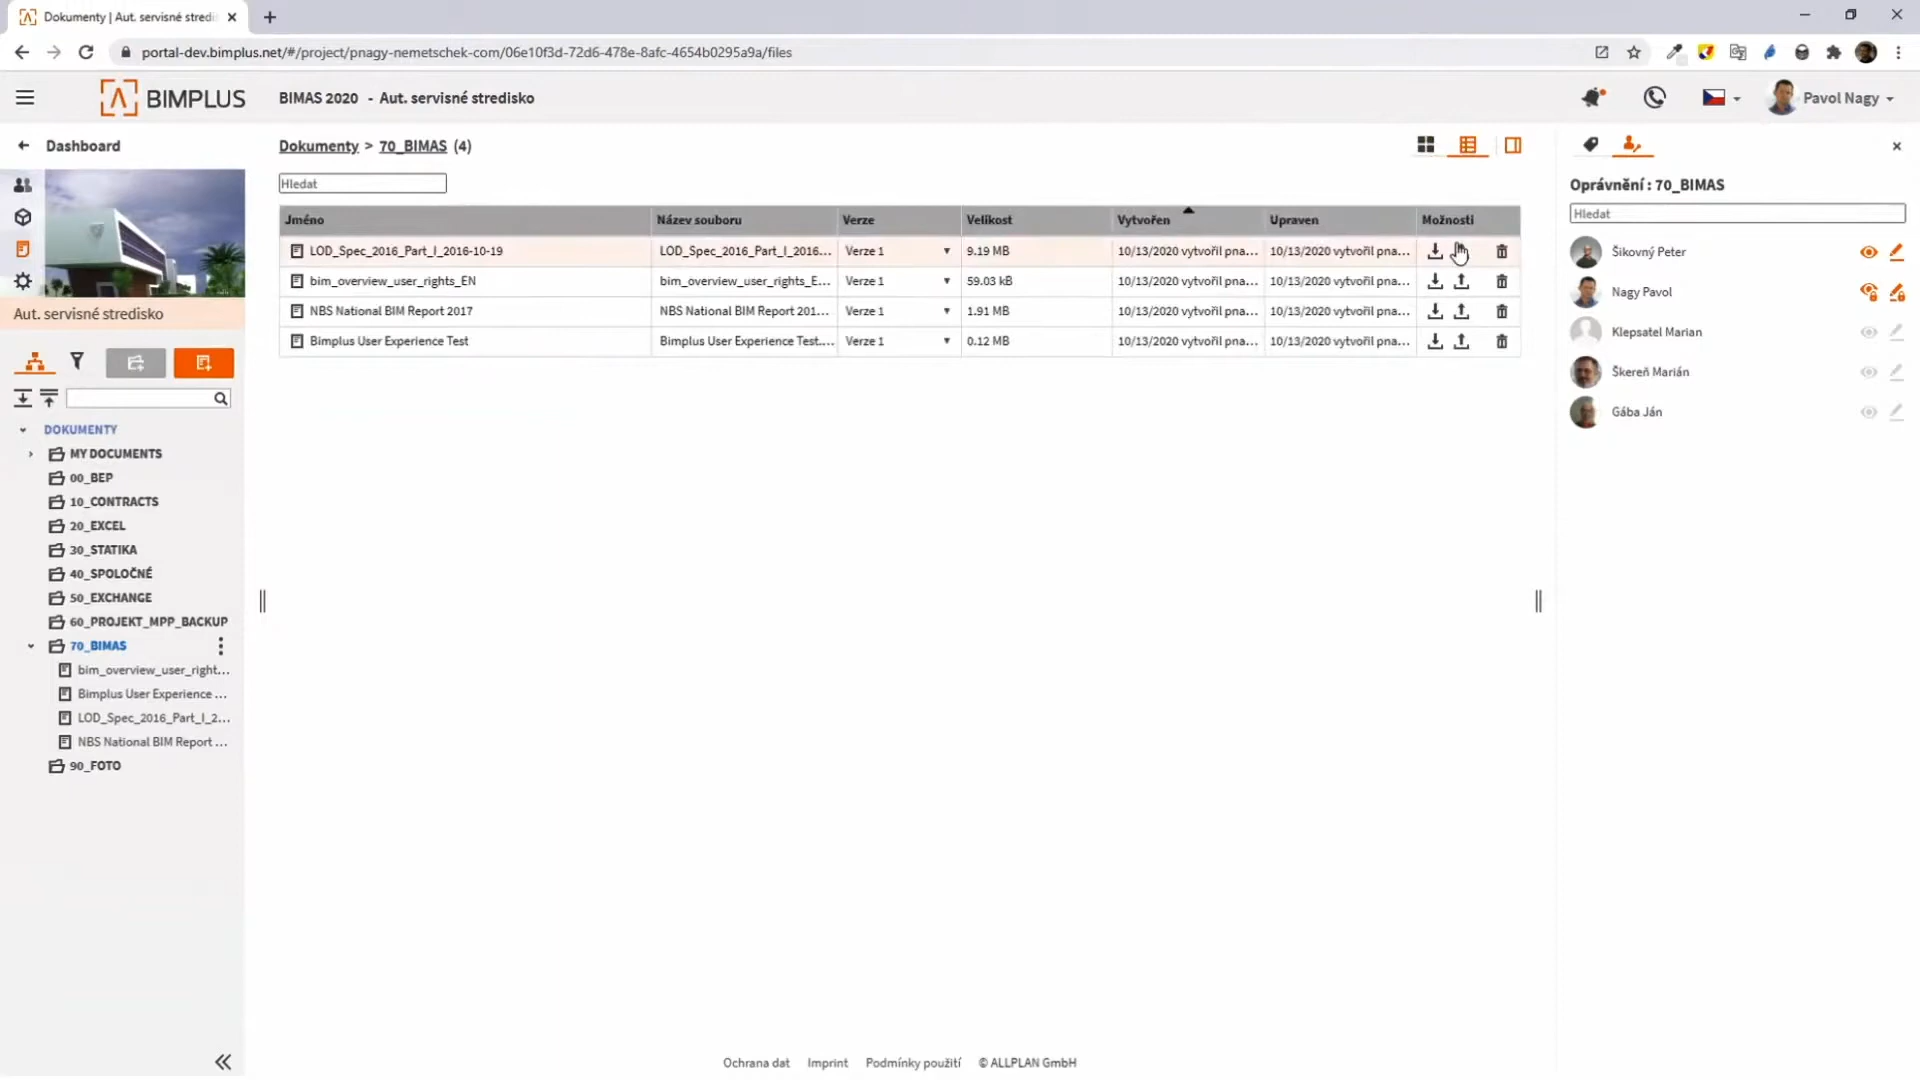 Dokumenty | Aut. servisné stredi
portal-dev.bimplus.net/#/project/pnagy-nemetschek-com/06e10f3d-72d6-478e-8afc-4654b0295a9a/files
BIMPLUS
BIMAS 2020 - Aut. servisné stredisko
Pavol Nagy
Dashboard
Aut. servisné stredisko
DOKUMENTY
MY DOCUMENTS
00_BEP
10_CONTRACTS
20_EXCEL
30_STATIKA
40_SPOLOČNÉ
50_EXCHANGE
60_PROJEKT_MPP_BACKUP
70_BIMAS
bim_overview_user_right...
Bimplus User Experience ...
LOD_Spec_2016_Part_I_2...
NBS National BIM Report ...
90_FOTO
Dokumenty > 70_BIMAS (4)
Hledat
Jméno Název souboru Verze Velikost Vytvořen Upraven Možnosti
LOD_Spec_2016_Part_I_2016-10-19 LOD_Spec_2016_Part_I_2016... Verze 1 9.19 MB 10/13/2020 vytvořil pna... 10/13/2020 vytvořil pna...
bim_overview_user_rights_EN bim_overview_user_rights_E... Verze 1 59.03 kB 10/13/2020 vytvořil pna... 10/13/2020 vytvořil pna...
NBS National BIM Report 2017 NBS National BIM Report 201... Verze 1 1.91 MB 10/13/2020 vytvořil pna... 10/13/2020 vytvořil pna...
Bimplus User Experience Test Bimplus User Experience Test.... Verze 1 0.12 MB 10/13/2020 vytvořil pna... 10/13/2020 vytvořil pna...
Oprávnění : 70_BIMAS
Hledat
Šikovný Peter
Nagy Pavol
Klepsatel Marian
Škereň Marián
Gába Ján
Ochrana dat Imprint Podmínky použití © ALLPLAN GmbH